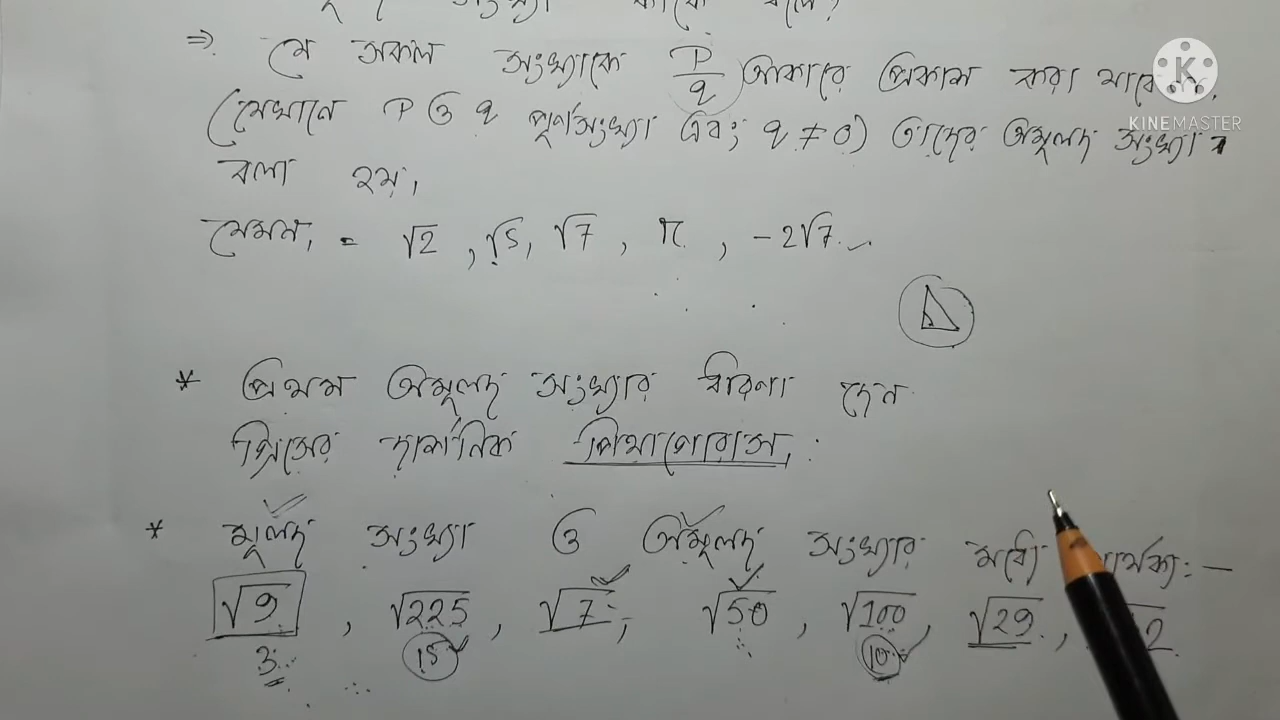 সংখ্যা কাকে বলে?
⇒ যে সকল সংখ্যাকে P/q আকারে প্রকাশ করা যাবে না,
(যেখানে P ও q পূর্ণসংখ্যা এবং q ≠ 0) তাদের অমূলদ সংখ্যা
বলা হয়।
যেমন, = √2, √5, √7, π, -2√7
* প্রথম অমূলদ সংখ্যার ধারণা দেন
গ্রিসের দার্শনিক পিথাগোরাস,
* মূলদ সংখ্যা ও অমূলদ সংখ্যার মধ্যে পার্থক্য:-
√9, √225, √7, √50, √100, √29,
3 15 10
KINEMASTER